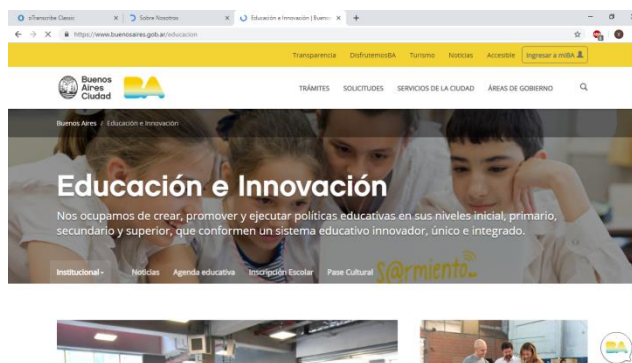 oTranscribe Classic
Sobre Nosotros
Educación e Innovación | Buenos
https://www.buenosaires.gob.ar/educacion
Transparencia DisfrutemosBA Turismo Noticias Accesible Ingresar a miBA
Buenos
Aires
Ciudad
BA
TRÁMITES SOLICITUDES SERVICIOS DE LA CIUDAD ÁREAS DE GOBIERNO
Buenos Aires / Educación e Innovación
Educación e Innovación
Nos ocupamos de crear, promover y ejecutar políticas educativas en sus niveles inicial, primario,
secundario y superior, que conformen un sistema educativo innovador, único e integrado.
S@rmiento
Institucional Noticias Agenda educativa Inscripción Escolar Pase Cultural
BA